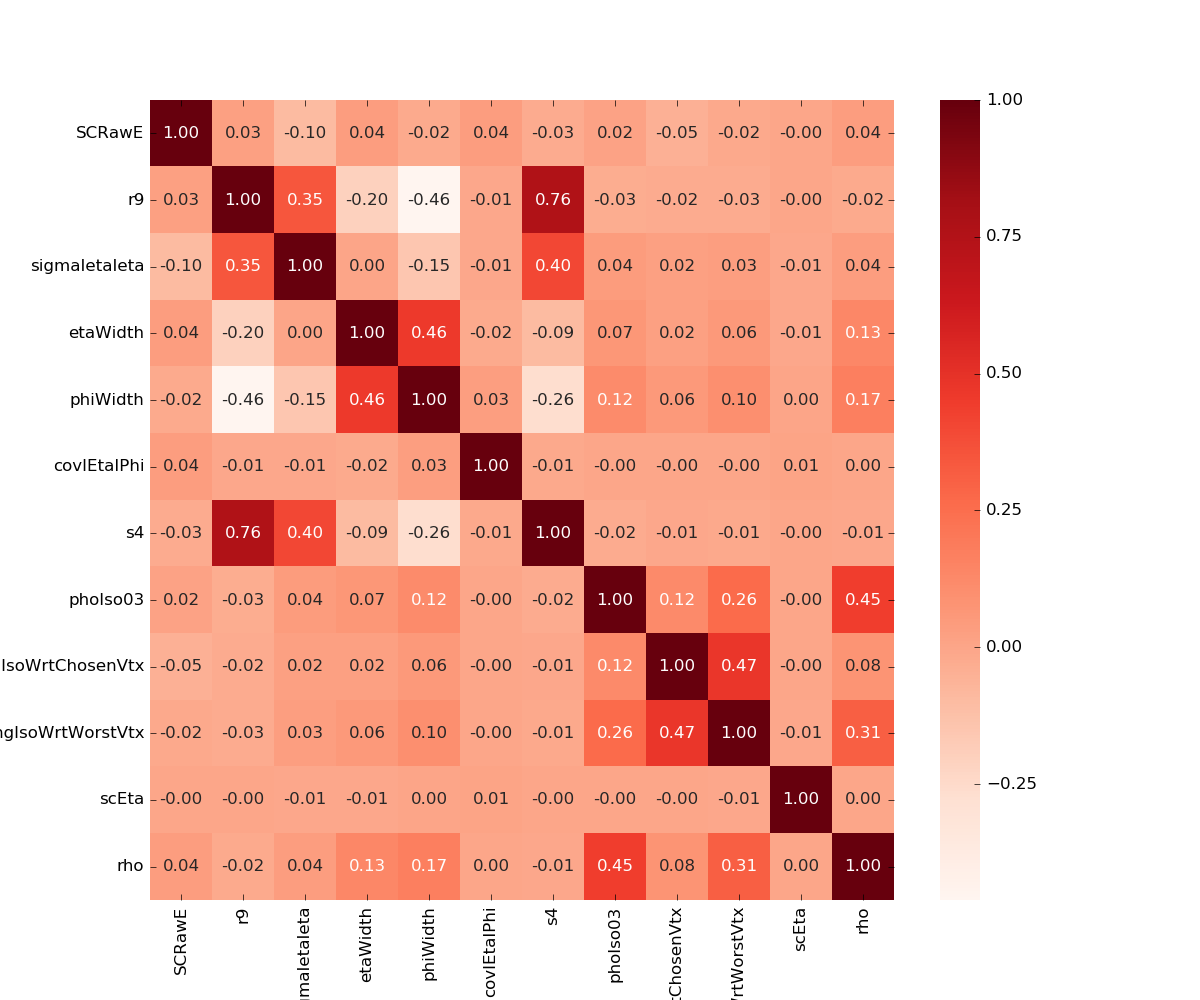 SCRawE 1.00 0.03 -0.10 0.04 -0.02 0.04 -0.03 0.02 -0.05 -0.02 -0.00 0.04
r9 0.03 1.00 0.35 -0.20 -0.46 -0.01 0.76 -0.03 -0.02 -0.03 -0.00 -0.02
sigmaIetaIeta -0.10 0.35 1.00 0.00 -0.15 -0.01 0.40 0.04 0.02 0.03 -0.01 0.04
etaWidth 0.04 -0.20 0.00 1.00 0.46 -0.02 -0.09 0.07 0.02 0.06 -0.01 0.13
phiWidth -0.02 -0.46 -0.15 0.46 1.00 0.03 -0.26 0.12 0.06 0.10 0.00 0.17
covIEtaIPhi 0.04 -0.01 -0.01 -0.02 0.03 1.00 -0.01 -0.00 -0.00 -0.00 0.01 0.00
s4 -0.03 0.76 0.40 -0.09 -0.26 -0.01 1.00 -0.02 -0.01 -0.01 -0.00 -0.01
phoIso03 0.02 -0.03 0.04 0.07 0.12 -0.00 -0.02 1.00 0.12 0.26 -0.00 0.45
IsoWrtChosenVtx -0.05 -0.02 0.02 0.02 0.06 -0.00 -0.01 0.12 1.00 0.47 -0.00 0.08
ngIsoWrtWorstVtx -0.02 -0.03 0.03 0.06 0.10 -0.00 -0.01 0.26 0.47 1.00 -0.01 0.31
scEta -0.00 -0.00 -0.01 -0.01 0.00 0.01 -0.00 -0.00 -0.00 -0.01 1.00 0.00
rho 0.04 -0.02 0.04 0.13 0.17 0.00 -0.01 0.45 0.08 0.31 0.00 1.00
SCRawE
r9
gmaIetaIeta
etaWidth
phiWidth
covIEtaIPhi
s4
phoIso03
tChosenVtx
WrtWorstVtx
scEta
rho
1.00
0.75
0.50
0.25
0.00
−0.25